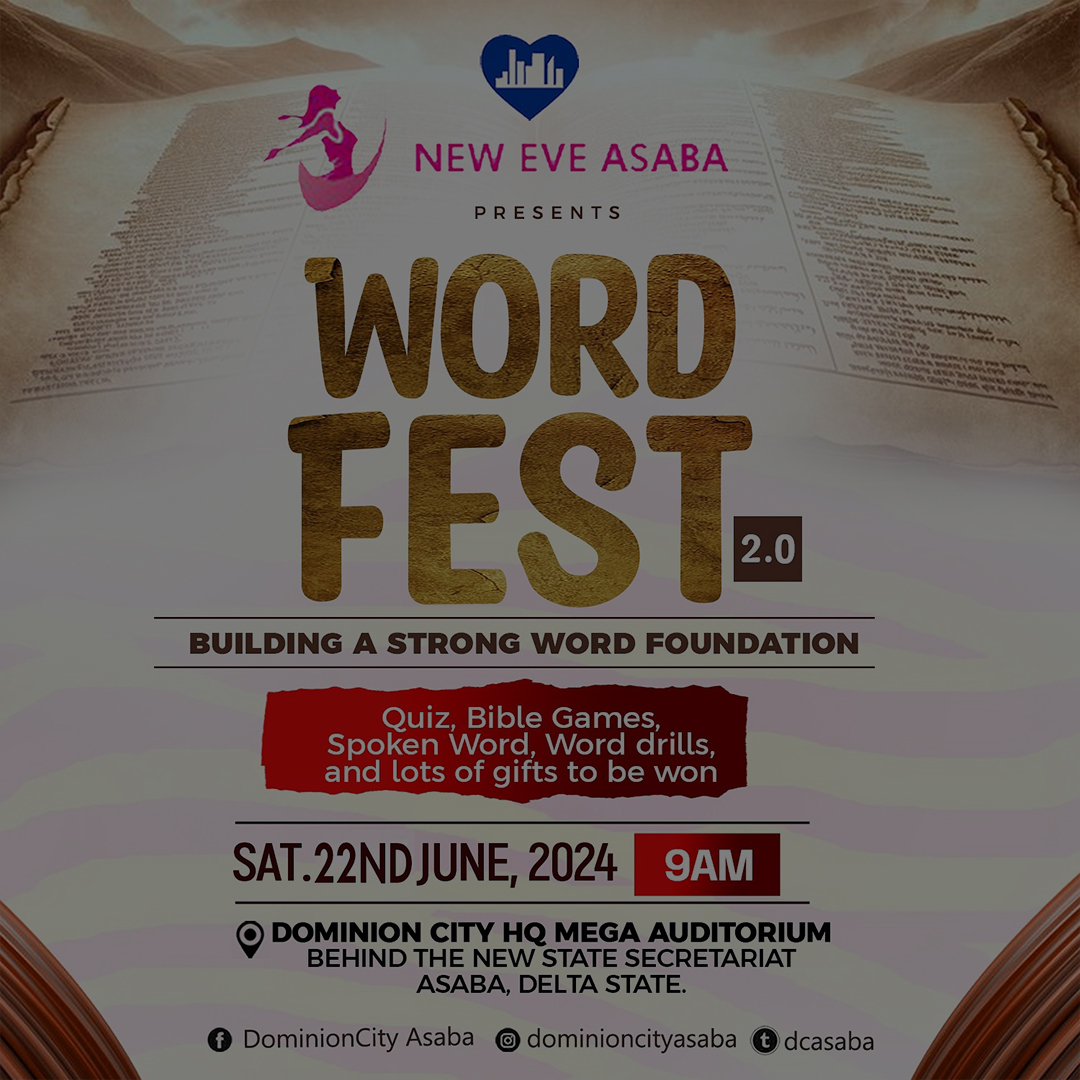 NEW EVE ASABA
PRESENTS
WORD
FEST
2.0
BUILDING A STRONG WORD FOUNDATION
Quiz, Bible Games,
Spoken Word, Word drills,
and lots of gifts to be won
SAT.22ND JUNE, 2024 9AM
DOMINION CITY HQ MEGA AUDITORIUM
BEHIND THE NEW STATE SECRETARIAT
ASABA, DELTA STATE.
DominionCity Asaba dominioncityasaba dcasaba